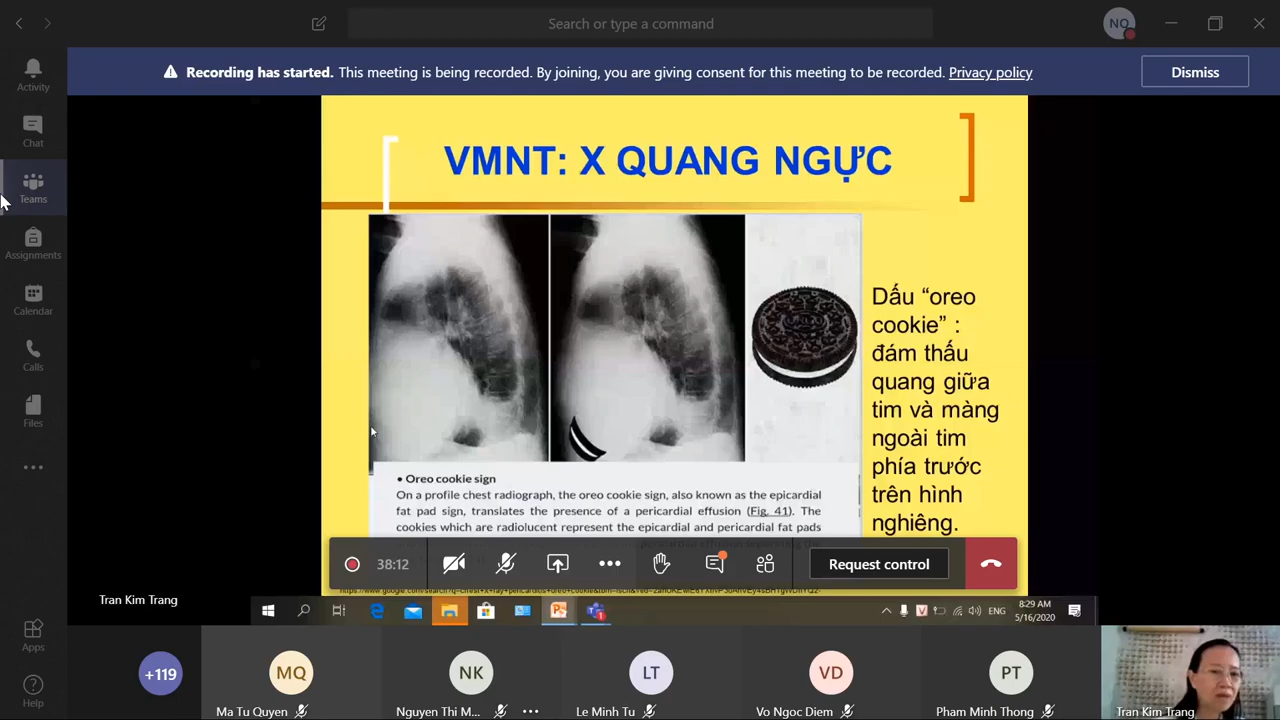 Search or type a command
NQ
Recording has started. This meeting is being recorded. By joining, you are giving consent for this meeting to be recorded. Privacy policy
Dismiss
Activity
Chat
Teams
Assignments
Calendar
Calls
Files
Apps
Help
VMNT: X QUANG NGỰC
Dấu “oreo
cookie” :
đám thấu
quang giữa
tim và màng
ngoài tim
phía trước
trên hình
nghiêng.
• Oreo cookie sign
On a profile chest radiograph, the oreo cookie sign, also known as the epicardial
fat pad sign, translates the presence of a pericardial effusion (Fig. 41). The
cookies which are radiolucent represent the epicardial and pericardial fat pads
38:12
Request control
Tran Kim Trang
ENG
8:29 AM
5/16/2020
+119
MQ
NK
LT
VD
PT
Ma Tu Quyen
Nguyen Thi M...
Le Minh Tu
Vo Ngoc Diem
Pham Minh Thong
Tran Kim Trang